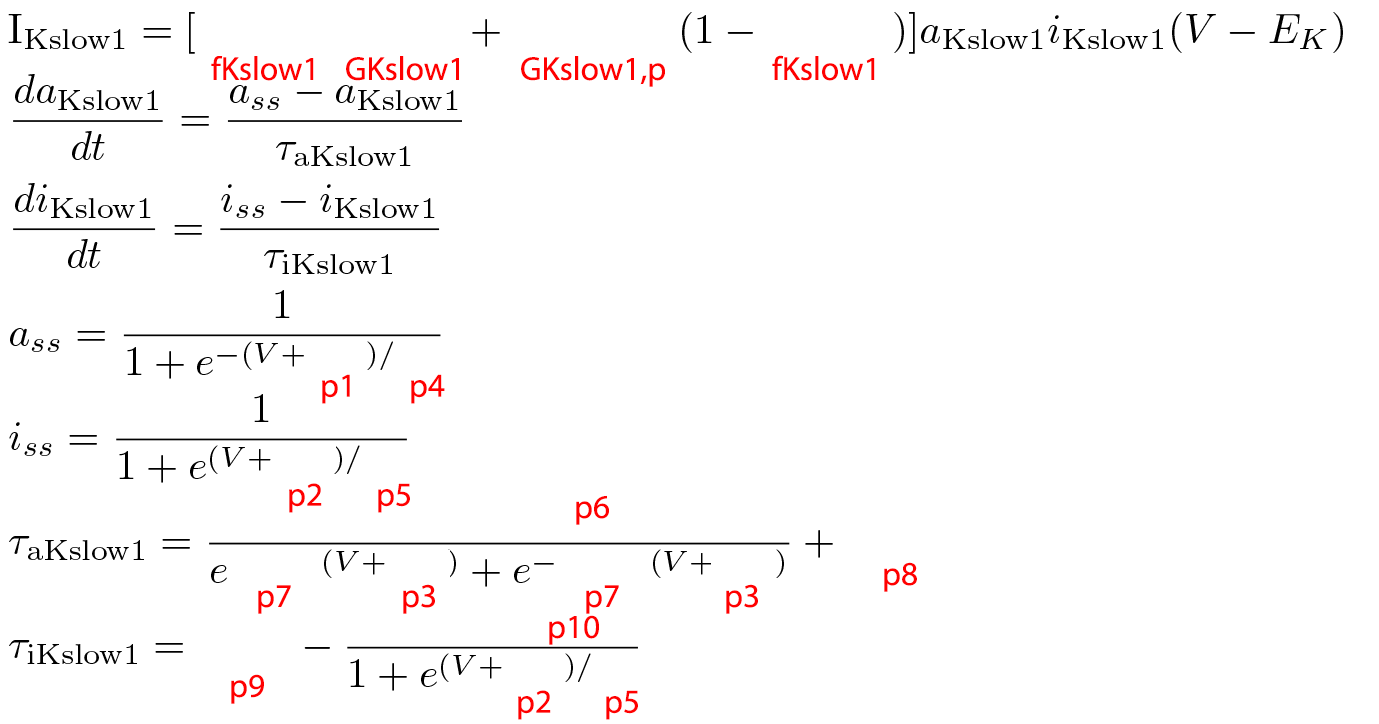 I_Kslow1 = [ fKslow1 GKslow1 + GKslow1,p (1 − fKslow1 )]a_Kslow1 i_Kslow1 (V − E_K)
da_Kslow1/dt = (a_ss − a_Kslow1)/τ_aKslow1
di_Kslow1/dt = (i_ss − i_Kslow1)/τ_iKslow1
a_ss = 1/(1 + e^(−(V+ p1 )/ p4))
i_ss = 1/(1 + e^((V+ p2 )/ p5))
τ_aKslow1 = p6/(e^(p7 (V+ p3 )) + e^(− p7 (V+ p3 ))) + p8
τ_iKslow1 = p9 − p10/(1 + e^((V+ p2 )/ p5))